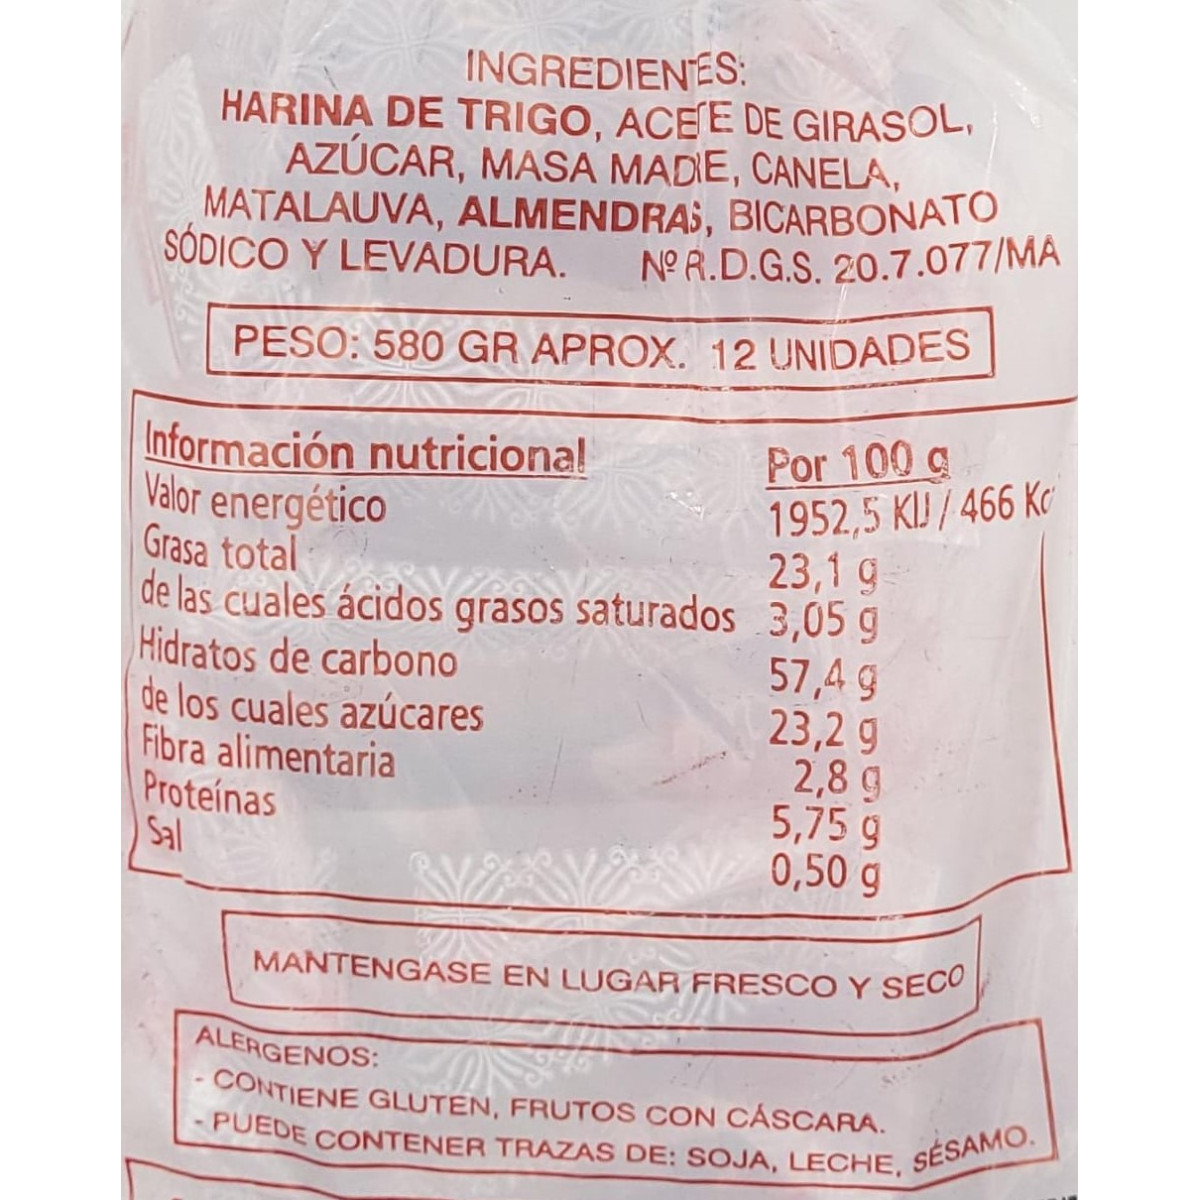 INGREDIENTES:
HARINA DE TRIGO, ACEITE DE GIRASOL,
AZÚCAR, MASA MADRE, CANELA,
MATALAUVA, ALMENDRAS, BICARBONATO
SÓDICO Y LEVADURA. Nº R.D.G.S. 20.7.077/MA
PESO: 580 GR APROX. 12 UNIDADES
Información nutricional Por 100 g
Valor energético 1952,5 KIJ / 466 Kc
Grasa total 23,1 g
de las cuales ácidos grasos saturados 3,05 g
Hidratos de carbono 57,4 g
de los cuales azúcares 23,2 g
Fibra alimentaria 2,8 g
Proteínas 5,75 g
Sal 0,50 g
MANTENGASE EN LUGAR FRESCO Y SECO
ALERGENOS:
- CONTIENE GLUTEN, FRUTOS CON CÁSCARA.
- PUEDE CONTENER TRAZAS DE: SOJA, LECHE, SÉSAMO.